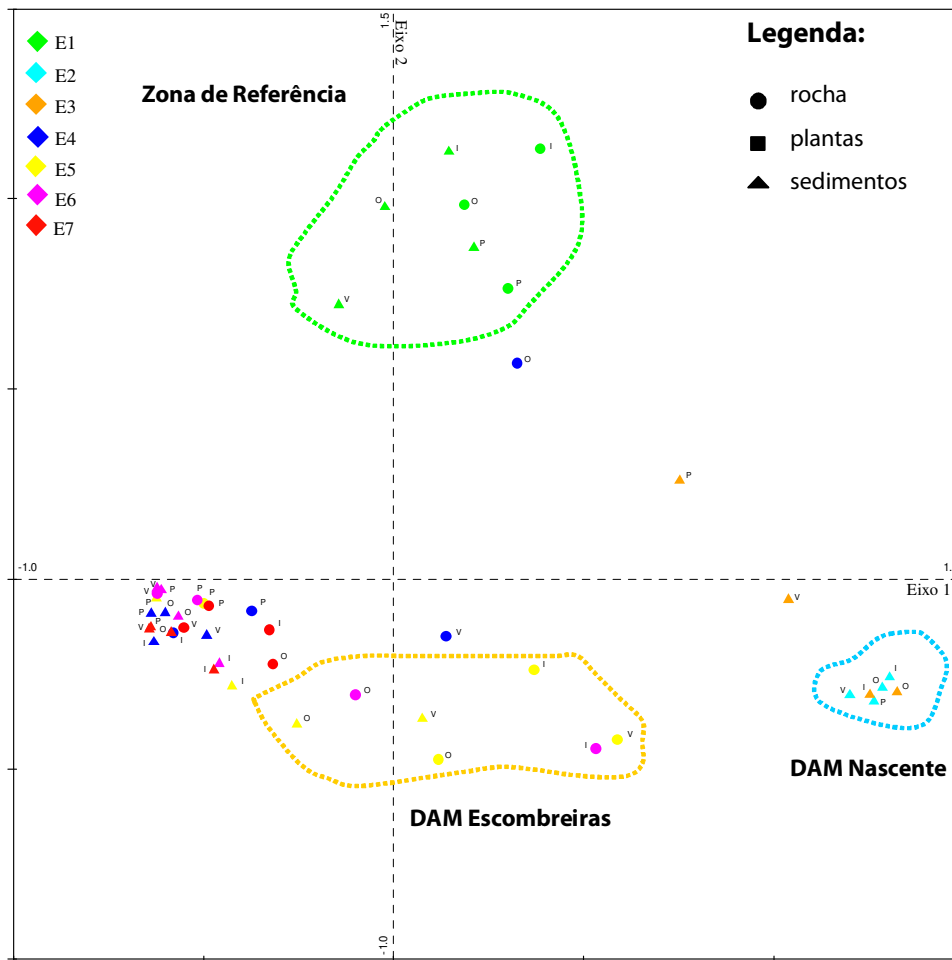 1.5
Eixo 2
E1
E2
E3
E4
E5
E6
E7
Zona de Referência
Legenda:
rocha
plantas
sedimentos
I
I
O
O
P
P
V
O
P
-1.0
1.
Eixo 1
V
V
P
P
P
P
P
O
O
V
P
O
I
I
V
P
I
O
I
I
I
V
O
I
O
V
O
I
V
I
O
O
V
P
DAM Nascente
DAM Escombreiras
-1.0